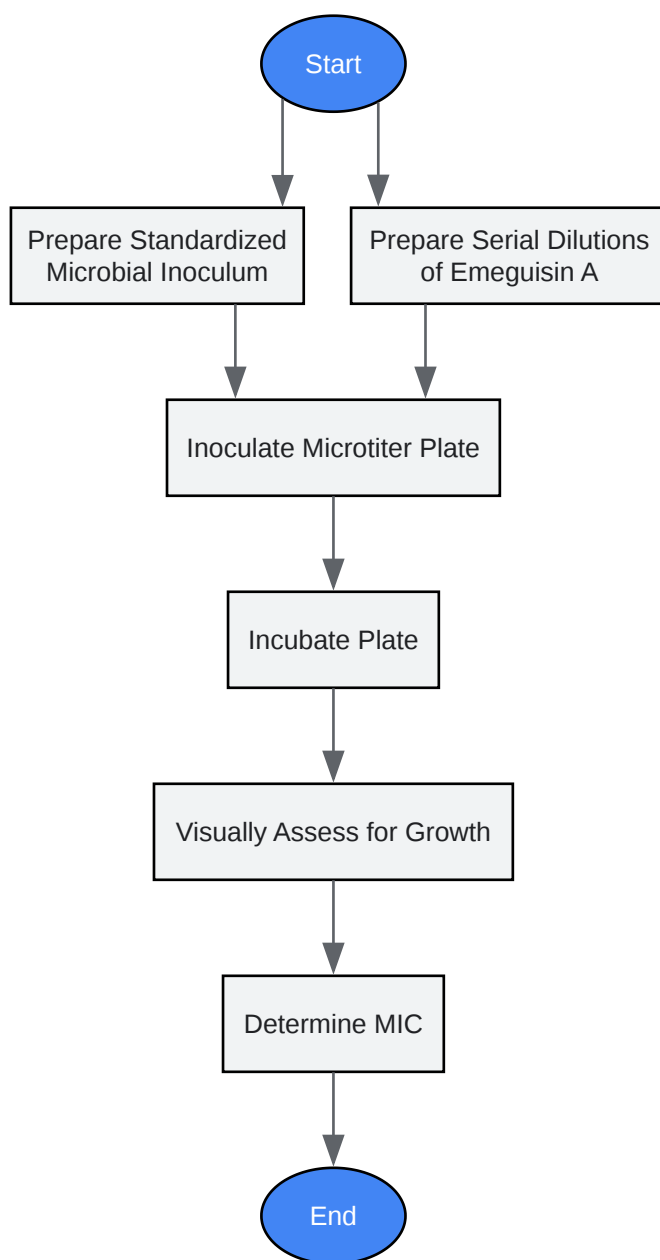 Start
Prepare Standardized
Microbial Inoculum
Prepare Serial Dilutions
of Emeguisin A
Inoculate Microtiter Plate
Incubate Plate
Visually Assess for Growth
Determine MIC
End